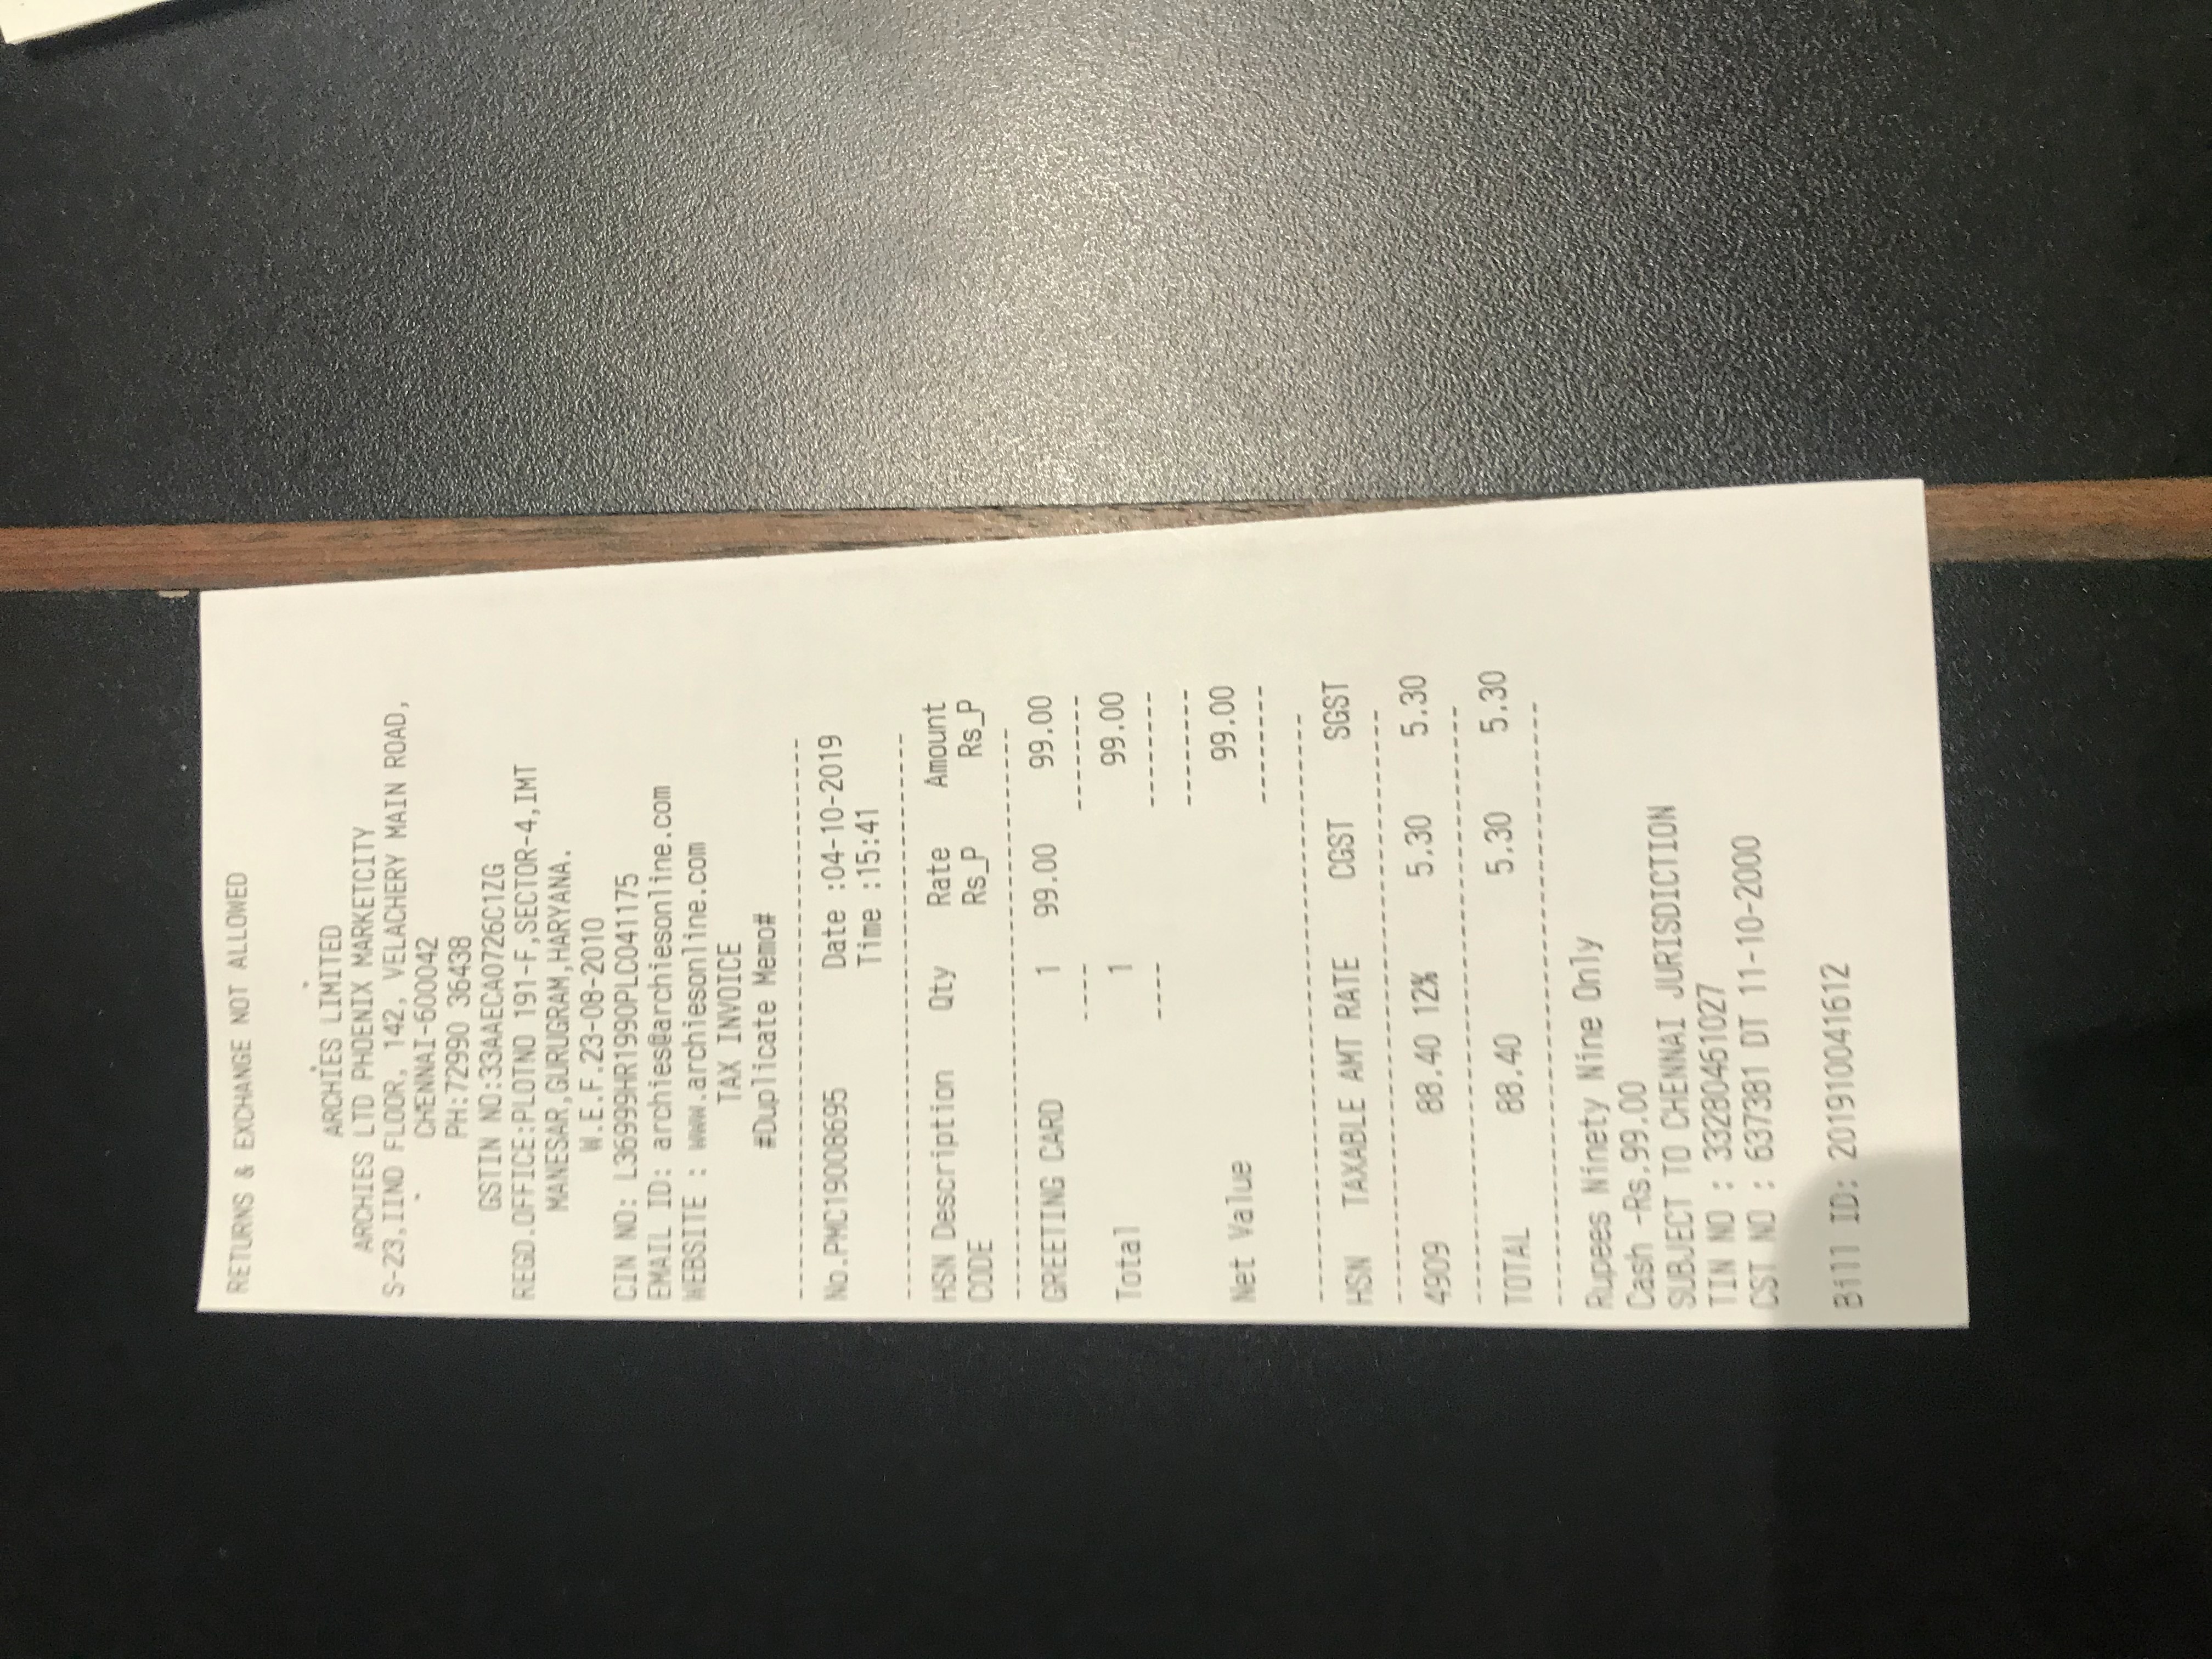 RETURNS & EXCHANGE NOT ALLOWED
ARCHIES LIMITED
ARCHIES LTD PHOENIX MARKETCITY
S-23,IIND FLOOR, 142, VELACHERY MAIN ROAD,
CHENNAI-600042
PH:72990 36438
GSTIN NO:33AAECA0726C1ZG
REGD.OFFICE:PLOTNO 191-F,SECTOR-4,IMT
MANESAR,GURUGRAM,HARYANA.
W.E.F.23-08-2010
CIN NO: L36999HR1990PLC041175
EMAIL ID: archies@archiesonline.com
WEBSITE : www.archiesonline.com
TAX INVOICE
#Duplicate Memo#
No.PMC19008695 Date :04-10-2019
Time :15:41
HSN Description Qty Rate Amount
CODE Rs_P Rs_P
GREETING CARD 1 99.00 99.00
Total 1 99.00
Net Value 99.00
HSN TAXABLE AMT RATE CGST SGST
4909 88.40 12% 5.30 5.30
TOTAL 88.40 5.30 5.30
Rupees Ninety Nine Only
Cash -Rs.99.00
SUBJECT TO CHENNAI JURISDICTION
TIN NO : 33280461027
CST NO : 637381 DT 11-10-2000
Bill ID: 201910041612